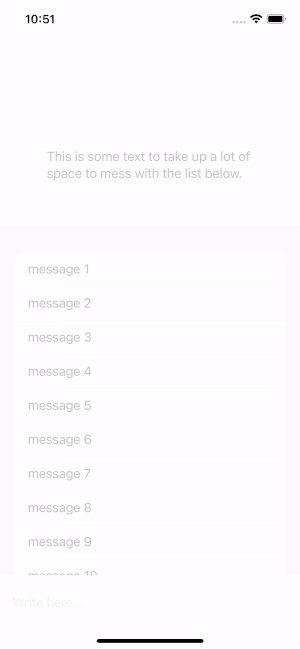 10:51
This is some text to take up a lot of
space to mess with the list below.
message 1
message 2
message 3
message 4
message 5
message 6
message 7
message 8
message 9
message 10
Write here...